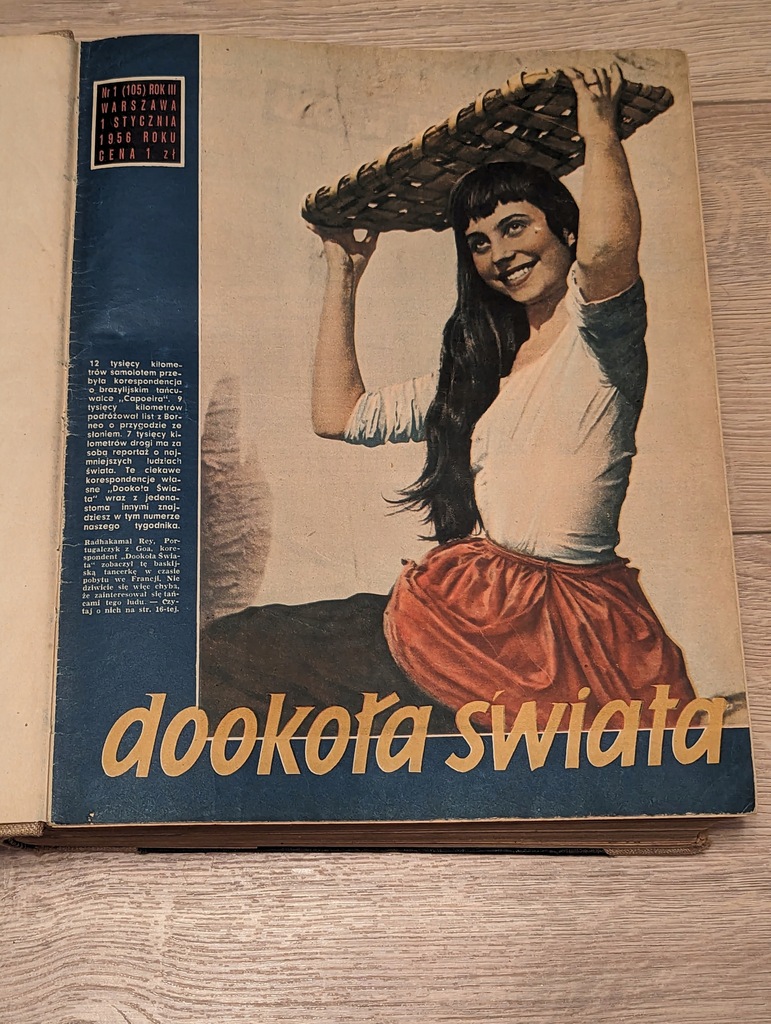 Nr 1 (105) ROK III
WARSZAWA
1 STYCZNIA
1956 ROKU
CENA 1 zł
12 tysięcy kilome-
trów samolotem prze-
była korespondencja
o brazylijskim tańcu-
walce „Capoeira". 9
tysięcy kilometrów
podróżował list z Bor-
neo o przygodzie ze
słoniem. 7 tysięcy ki-
lometrów drogi ma za
sobą reportaż o naj-
mniejszych ludziach
świata. Te ciekawe
korespondencje wła-
sne „Dookoła Świa-
ta" wraz z jedena-
stoma innymi znaj-
dziesz w tym numerze
naszego tygodnika.
Radhakamal Rey, Por-
tugalczyk z Goa, kore-
spondent „Dookoła Świa-
ta" zobaczył tę baskij-
ską tancerkę w czasie
pobytu we Francji. Nie
dziwicie się więc chyba,
że zainteresował się tań-
cami tego ludu. — Czy-
taj o nich na str. 16-tej.
dookoła świata